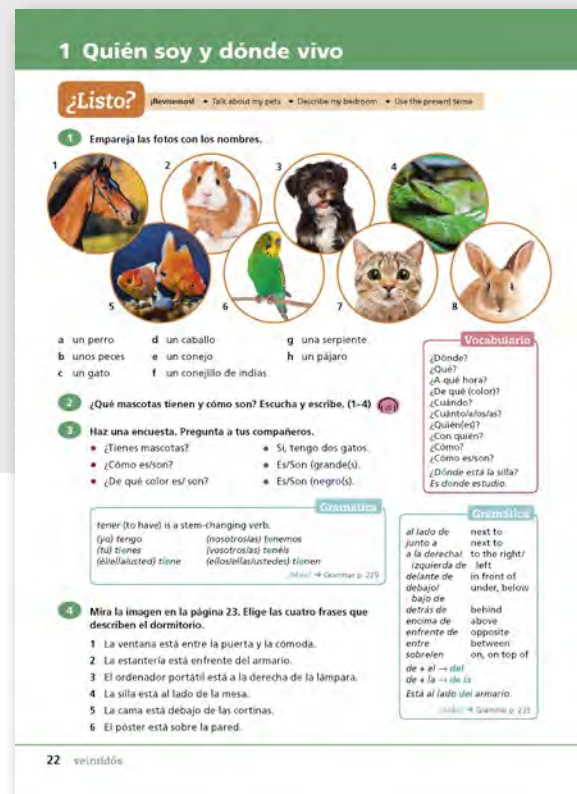 1 Quién soy y dónde vivo
¿Listo?
¡Revisemos! • Talk about my pets • Describe my bedroom • Use the present tense
1 Empareja las fotos con los nombres.
1
2
3
4
5
6
7
8
a un perro
b unos peces
c un gato
d un caballo
e un conejo
f un conejillo de indias
g una serpiente
h un pájaro
2 ¿Qué mascotas tienen y cómo son? Escucha y escribe. (1–4)
3 Haz una encuesta. Pregunta a tus compañeros.
• ¿Tienes mascotas?
• Sí, tengo dos gatos.
• ¿Cómo es/son?
• Es/Son (grande(s).
• ¿De qué color es/ son?
• Es/Son (negro(s).
Vocabulario
¿Dónde?
¿Qué?
¿A qué hora?
¿De qué (color)?
¿Cuándo?
¿Cuánto/a/os/as?
¿Quién(es)?
¿Con quién?
¿Cómo?
¿Cómo es/son?
¿Dónde está la silla?
Es donde estudio.
Gramática
tener (to have) is a stem-changing verb.
(yo) tengo (nosotros/as) tenemos
(tú) tienes (vosotros/as) tenéis
(él/ella/usted) tiene (ellos/ellas/ustedes) tienen
¡Más! → Grammar p. 229
4 Mira la imagen en la página 23. Elige las cuatro frases que
describen el dormitorio.
1 La ventana está entre la puerta y la cómoda.
2 La estantería está enfrente del armario.
3 El ordenador portátil está a la derecha de la lámpara.
4 La silla está al lado de la mesa.
5 La cama está debajo de las cortinas.
6 El póster está sobre la pared.
Gramática
al lado de next to
junto a next to
a la derecha/ to the right/
izquierda de left
delante de in front of
debajo/ under, below
bajo de
detrás de behind
encima de above
enfrente de opposite
entre between
sobre/en on, on top of
de + el → del
de + la → de la
Está al lado del armario.
¡Más! → Grammar p. 235
22 veintidós